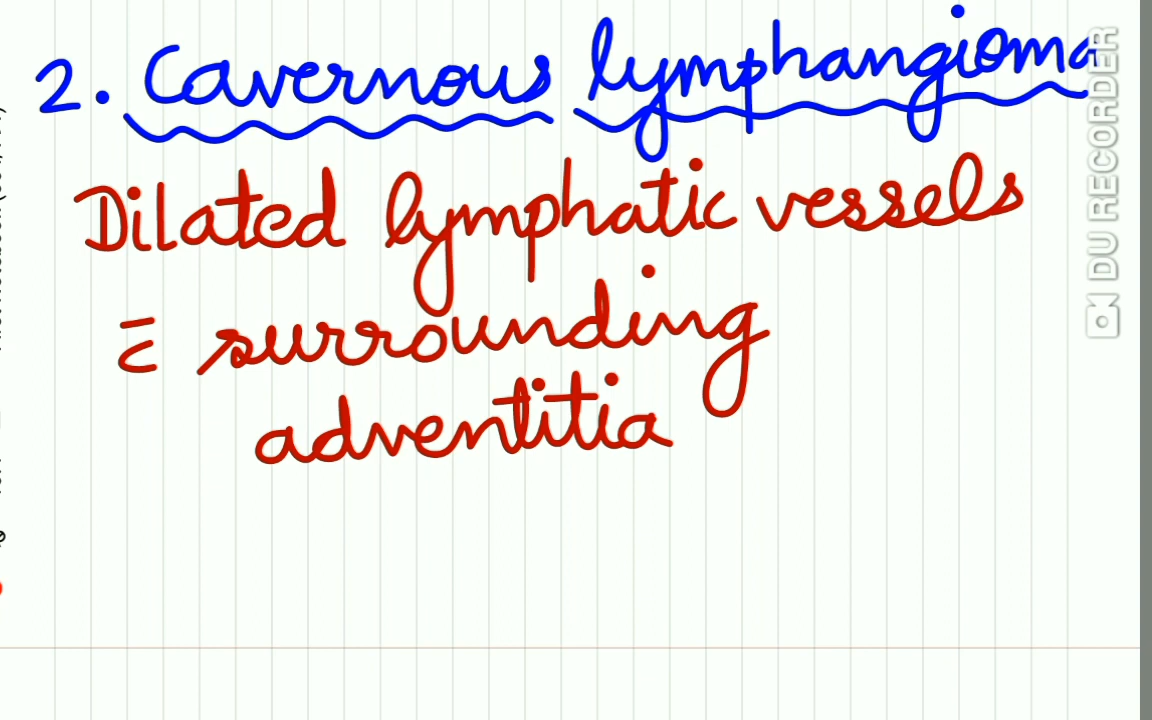 2. Cavernous lymphangioma
Dilated lymphatic vessels
c̄ surrounding
adventitia
DU RECORDER